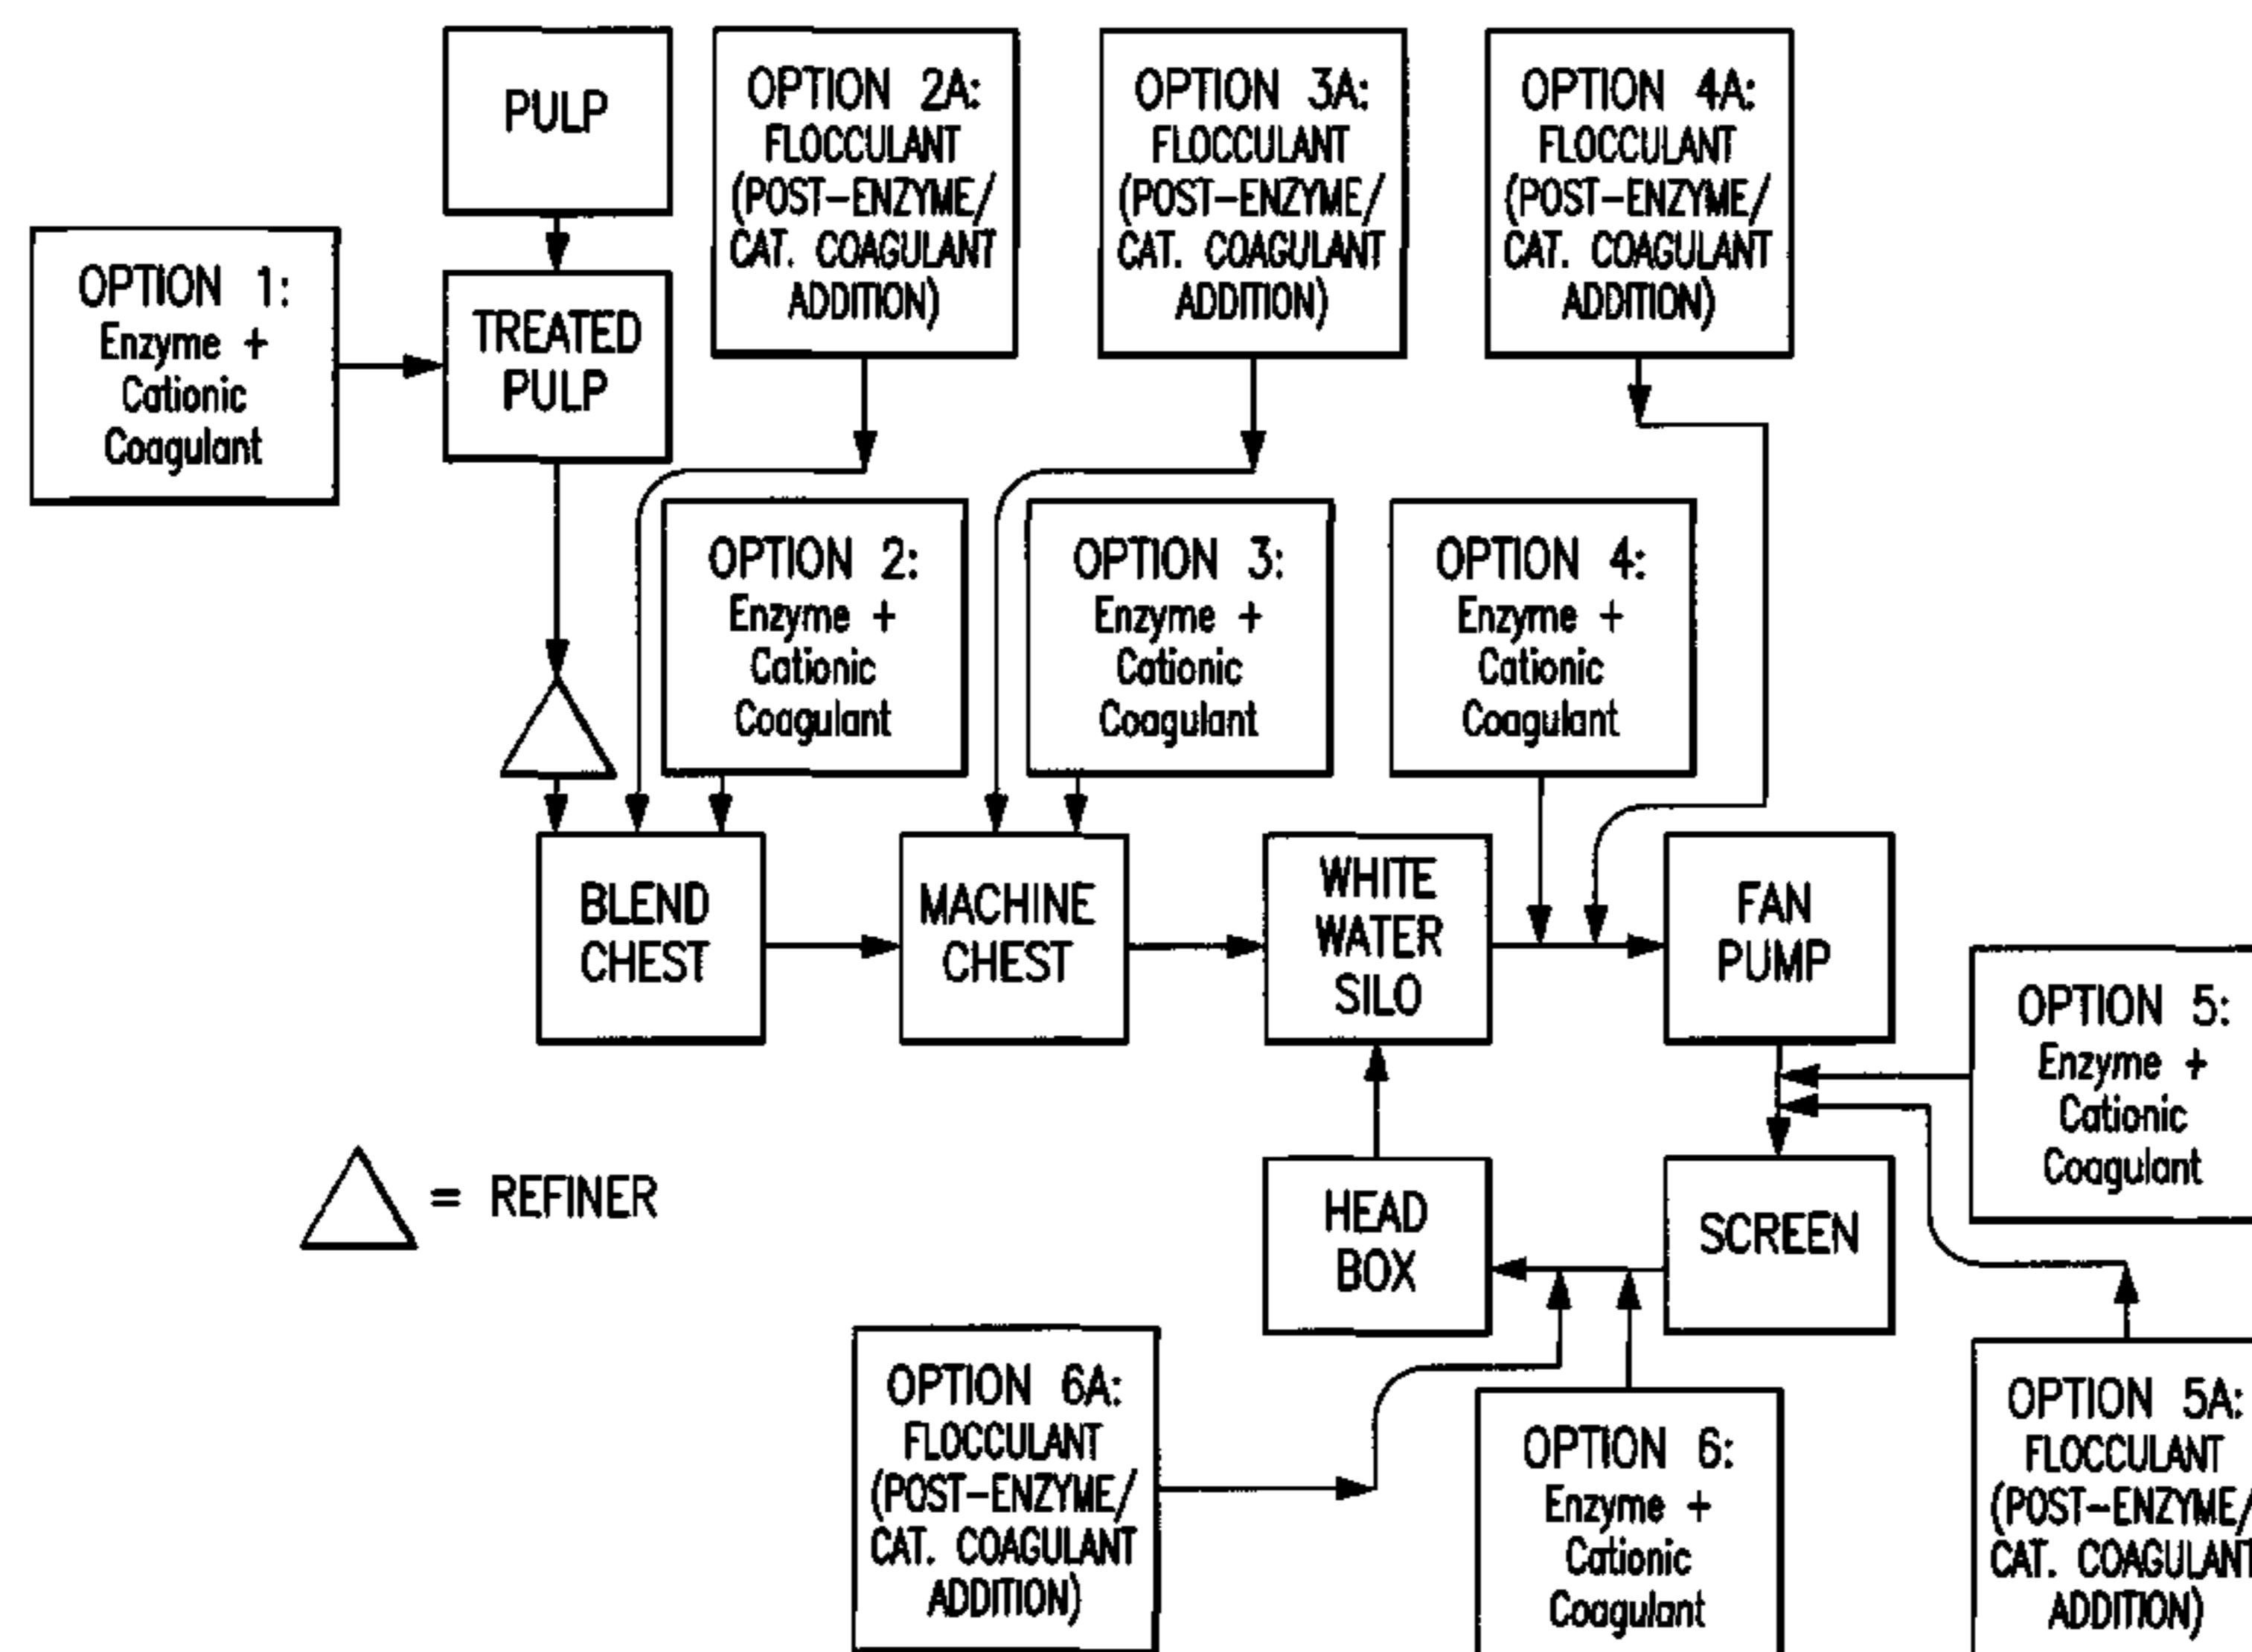 PULP
OPTION 2A:
FLOCCULANT
(POST-ENZYME/
CAT. COAGULANT
ADDITION)
OPTION 3A:
FLOCCULANT
(POST-ENZYME/
CAT. COAGULANT
ADDITION)
OPTION 4A:
FLOCCULANT
(POST-ENZYME/
CAT. COAGULANT
ADDITION)
OPTION 1:
Enzyme +
Cationic
Coagulant
TREATED
PULP
OPTION 2:
Enzyme +
Cationic
Coagulant
OPTION 3:
Enzyme +
Cationic
Coagulant
OPTION 4:
Enzyme +
Cationic
Coagulant
BLEND
CHEST
MACHINE
CHEST
WHITE
WATER
SILO
FAN
PUMP
OPTION 5:
Enzyme +
Cationic
Coagulant
= REFINER
HEAD
BOX
SCREEN
OPTION 6A:
FLOCCULANT
(POST-ENZYME/
CAT. COAGULANT
ADDITION)
OPTION 6:
Enzyme +
Cationic
Coagulant
OPTION 5A:
FLOCCULANT
(POST-ENZYME/
CAT. COAGULANT
ADDITION)